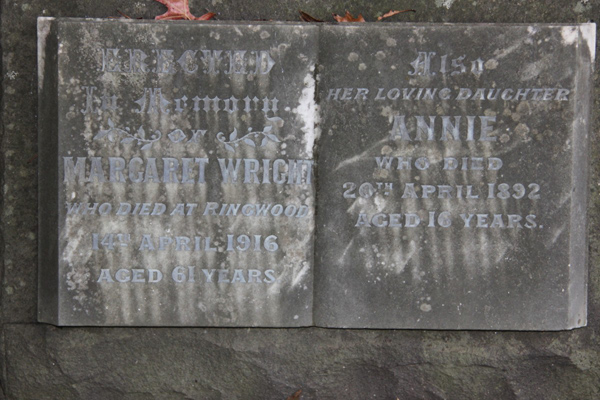 ERECTED
In Memory
OF
MARGARET WRIGHT
WHO DIED AT RINGWOOD
14TH APRIL 1916
AGED 61 YEARS
Also
HER LOVING DAUGHTER
ANNIE
WHO DIED
20TH APRIL 1892
AGED 16 YEARS.